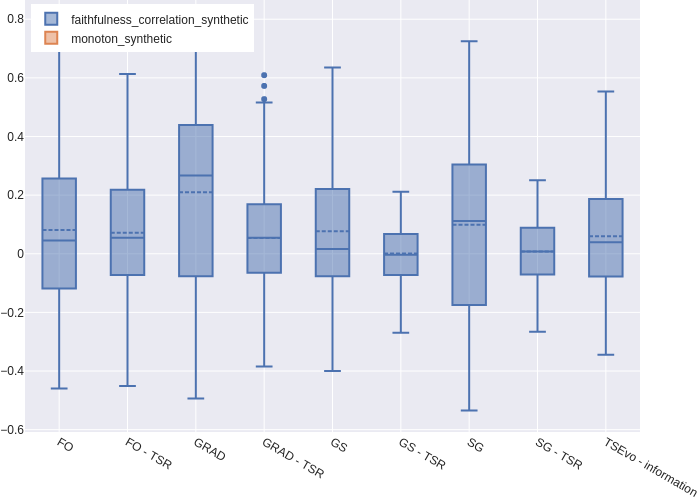 faithfulness_correlation_synthetic
monoton_synthetic
0.8
0.6
0.4
0.2
0
−0.2
−0.4
−0.6
FO
FO - TSR
GRAD
GRAD - TSR
GS
GS - TSR
SG
SG - TSR
TSEvo - information